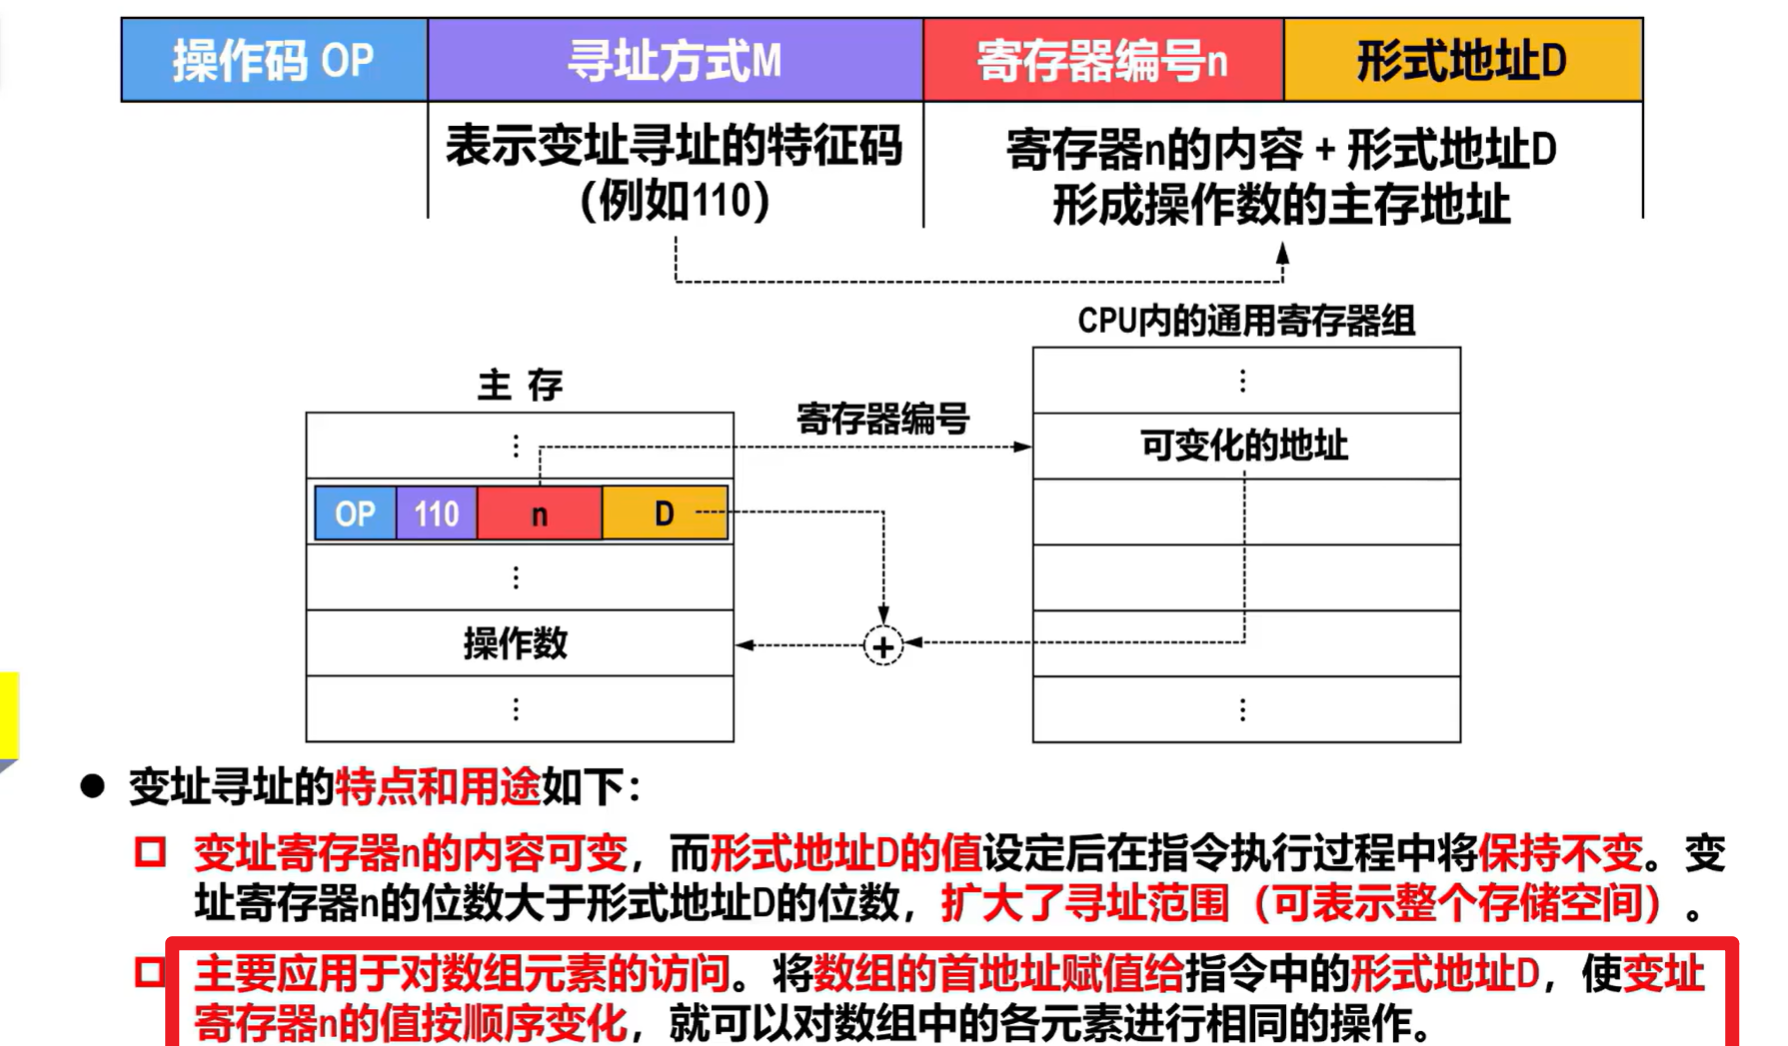 操作码 OP
寻址方式M
寄存器编号n
形式地址D
表示变址寻址的特征码
(例如110)
寄存器n的内容 + 形式地址D
形成操作数的主存地址
CPU内的通用寄存器组
主 存
寄存器编号
⋮
⋮
可变化的地址
OP
110
n
D
⋮
操作数
+
⋮
⋮
● 变址寻址的特点和用途如下：
变址寄存器n的内容可变，而形式地址D的值设定后在指令执行过程中将保持不变。变
址寄存器n的位数大于形式地址D的位数，扩大了寻址范围（可表示整个存储空间）。
主要应用于对数组元素的访问。将数组的首地址赋值给指令中的形式地址D，使变址
寄存器n的值按顺序变化，就可以对数组中的各元素进行相同的操作。